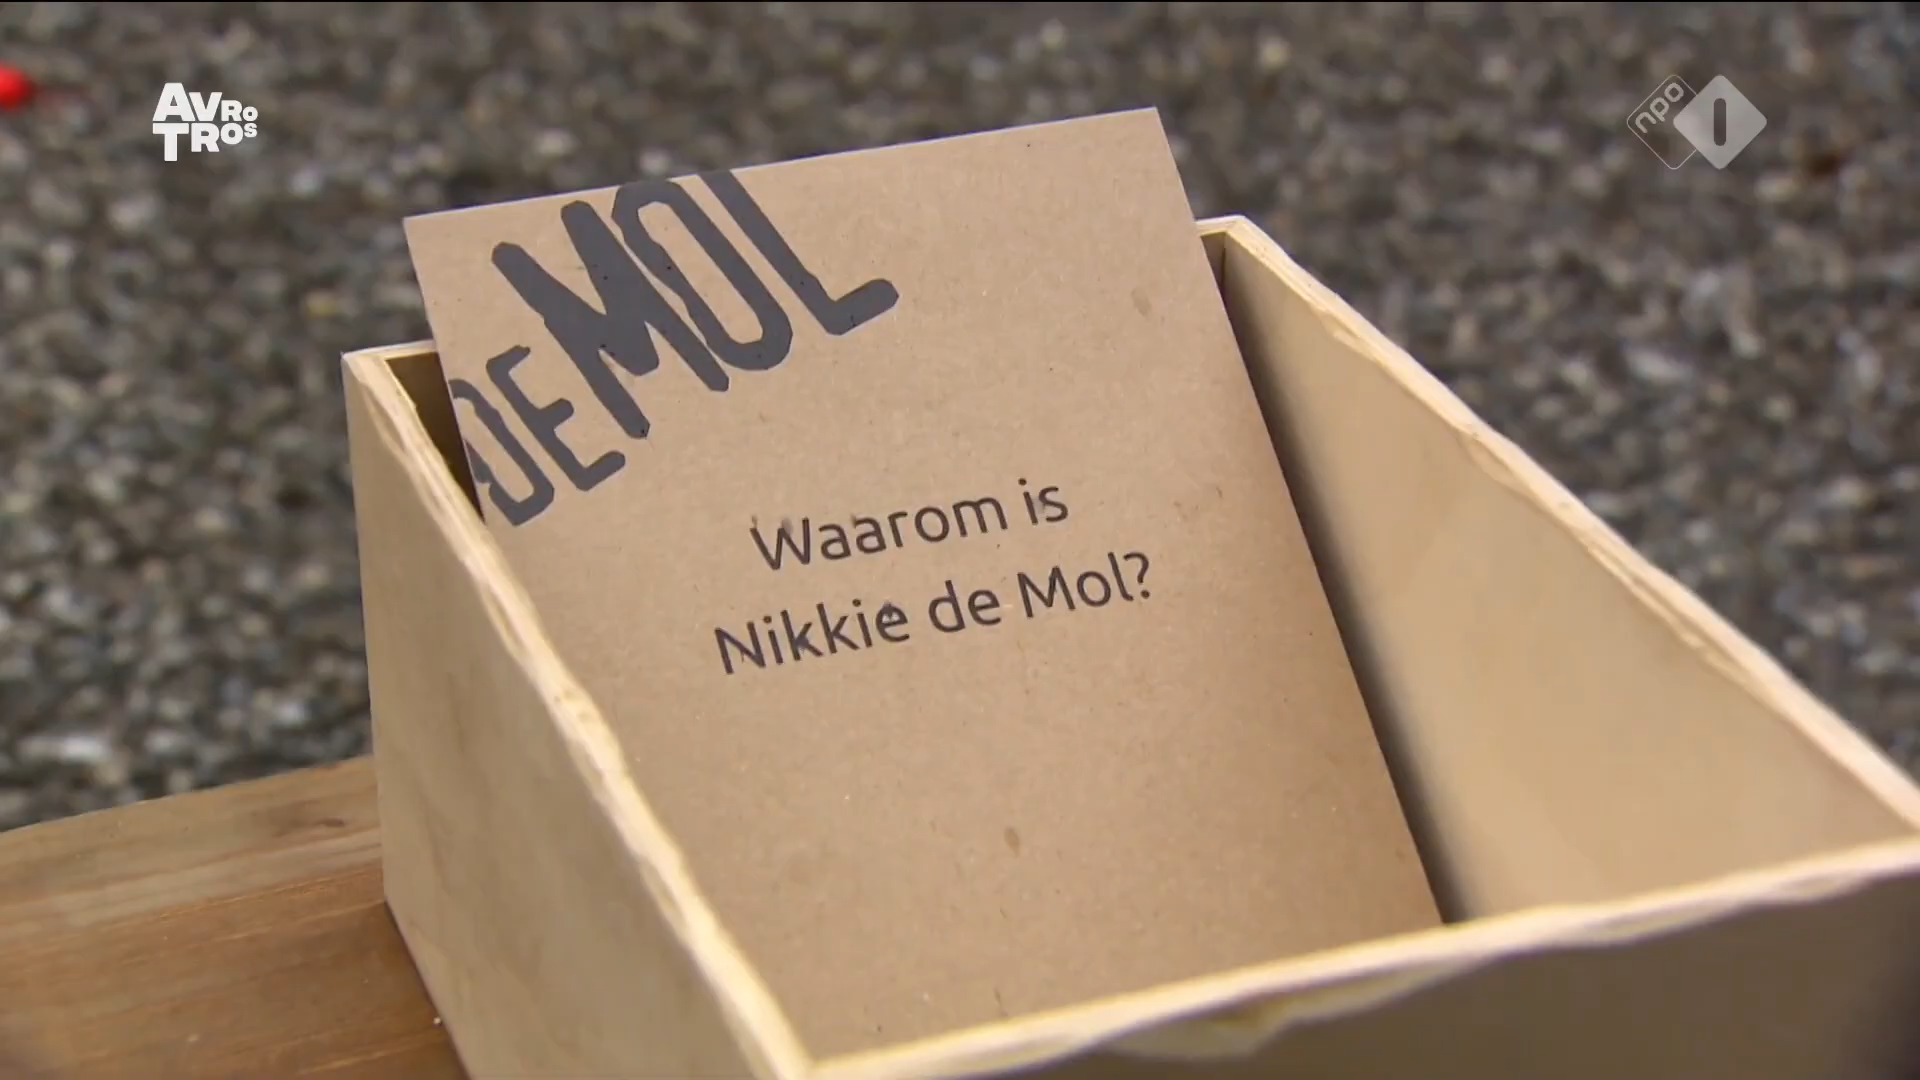 AVRO
TROS
npo 1
DE MOL
Waarom is
Nikkie de Mol?